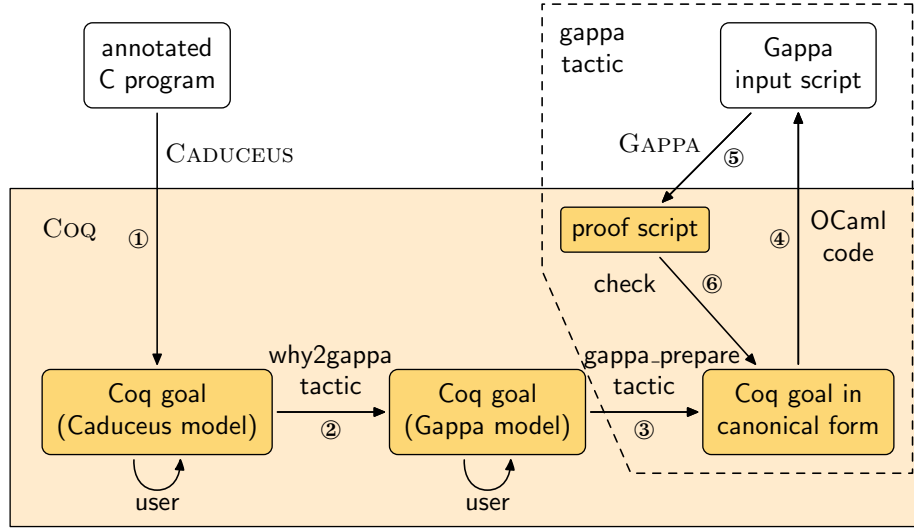 annotated
C program
gappa
tactic
Gappa
input script
CADUCEUS
GAPPA
⑤
COQ
①
proof script
④
OCaml
code
check
⑥
why2gappa
tactic
gappa_prepare
tactic
Coq goal
(Caduceus model)
②
Coq goal
(Gappa model)
③
Coq goal in
canonical form
user
user